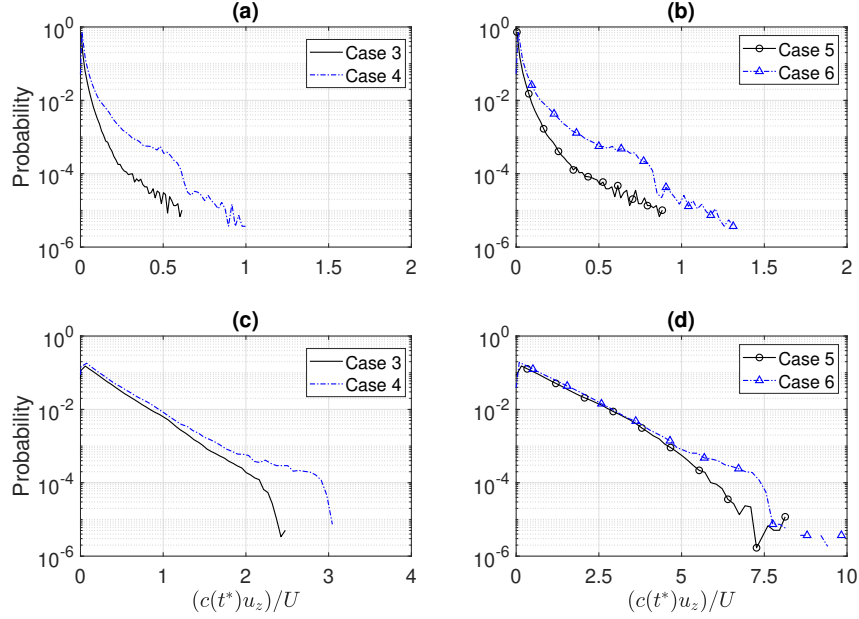 (a)
Probability
10^0
10^-2
10^-4
10^-6
0
0.5
1
1.5
2
Case 3
Case 4
(b)
10^0
10^-2
10^-4
10^-6
0
0.5
1
1.5
2
Case 5
Case 6
(c)
Probability
10^0
10^-2
10^-4
10^-6
0
1
2
3
4
(c(t*)u_z)/U
Case 3
Case 4
(d)
10^0
10^-2
10^-4
10^-6
0
2.5
5
7.5
10
(c(t*)u_z)/U
Case 5
Case 6